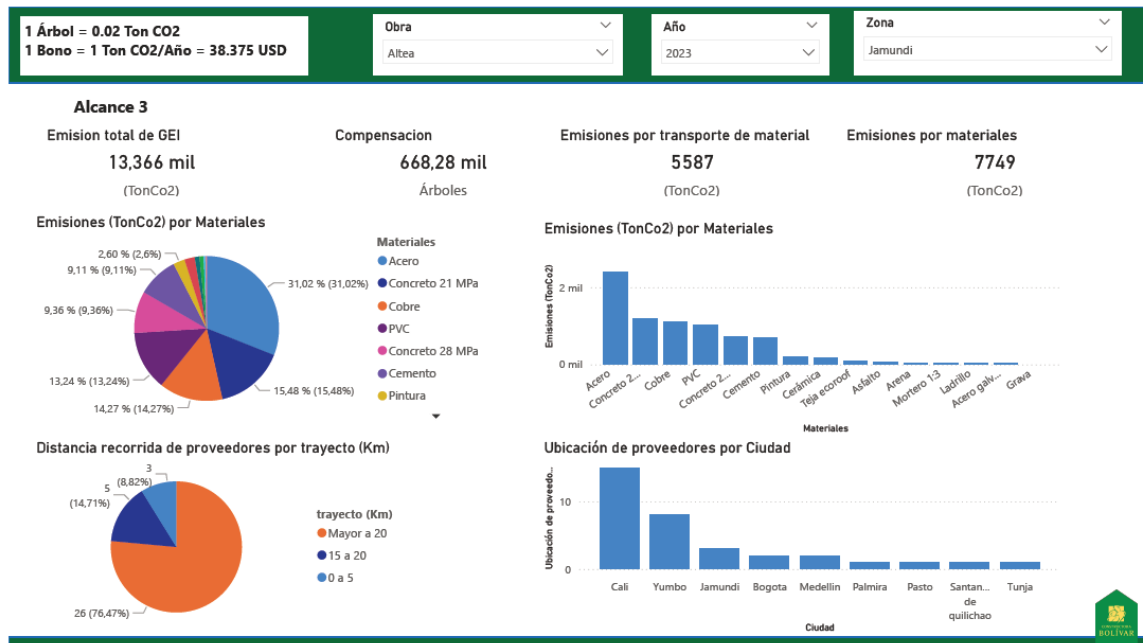 1 Árbol = 0.02 Ton CO2
1 Bono = 1 Ton CO2/Año = 38.375 USD
Obra
Altea
Año
2023
Zona
Jamundi
Alcance 3
Emision total de GEI
13,366 mil
(TonCo2)
Compensacion
668,28 mil
Árboles
Emisiones por transporte de material
5587
(TonCo2)
Emisiones por materiales
7749
(TonCo2)
Emisiones (TonCo2) por Materiales
2,60 % (2,6%)
9,11 % (9,11%)
9,36 % (9,36%)
13,24 % (13,24%)
14,27 % (14,27%)
15,48 % (15,48%)
31,02 % (31,02%)
Materiales
Acero
Concreto 21 MPa
Cobre
PVC
Concreto 28 MPa
Cemento
Pintura
Emisiones (TonCo2) por Materiales
Emisiones (TonCo2)
2 mil
0 mil
Acero
Concreto 2...
Cobre
PVC
Concreto 2...
Cemento
Pintura
Cerámica
Teja ecoroof
Asfalto
Arena
Mortero 1:3
Ladrillo
Acero galv...
Grava
Materiales
Distancia recorrida de proveedores por trayecto (Km)
3
(8,82%)
5
(14,71%)
26 (76,47%)
trayecto (Km)
Mayor a 20
15 a 20
0 a 5
Ubicación de proveedores por Ciudad
Ubicación de proveedo...
10
0
Cali
Yumbo
Jamundi
Bogota
Medellin
Palmira
Pasto
Santan...
de
quilichao
Tunja
Ciudad
BOLÍVAR